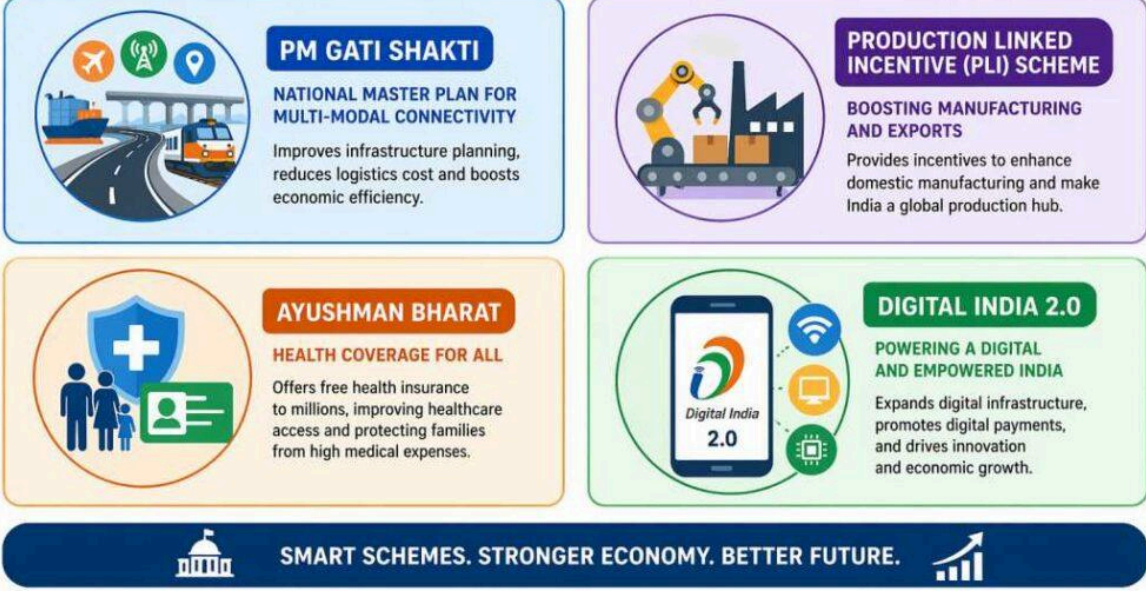 PM GATI SHAKTI
NATIONAL MASTER PLAN FOR
MULTI-MODAL CONNECTIVITY
Improves infrastructure planning,
reduces logistics cost and boosts
economic efficiency.
PRODUCTION LINKED
INCENTIVE (PLI) SCHEME
BOOSTING MANUFACTURING
AND EXPORTS
Provides incentives to enhance
domestic manufacturing and make
India a global production hub.
AYUSHMAN BHARAT
HEALTH COVERAGE FOR ALL
Offers free health insurance
to millions, improving healthcare
access and protecting families
from high medical expenses.
Digital India
2.0
DIGITAL INDIA 2.0
POWERING A DIGITAL
AND EMPOWERED INDIA
Expands digital infrastructure,
promotes digital payments,
and drives innovation
and economic growth.
SMART SCHEMES. STRONGER ECONOMY. BETTER FUTURE.